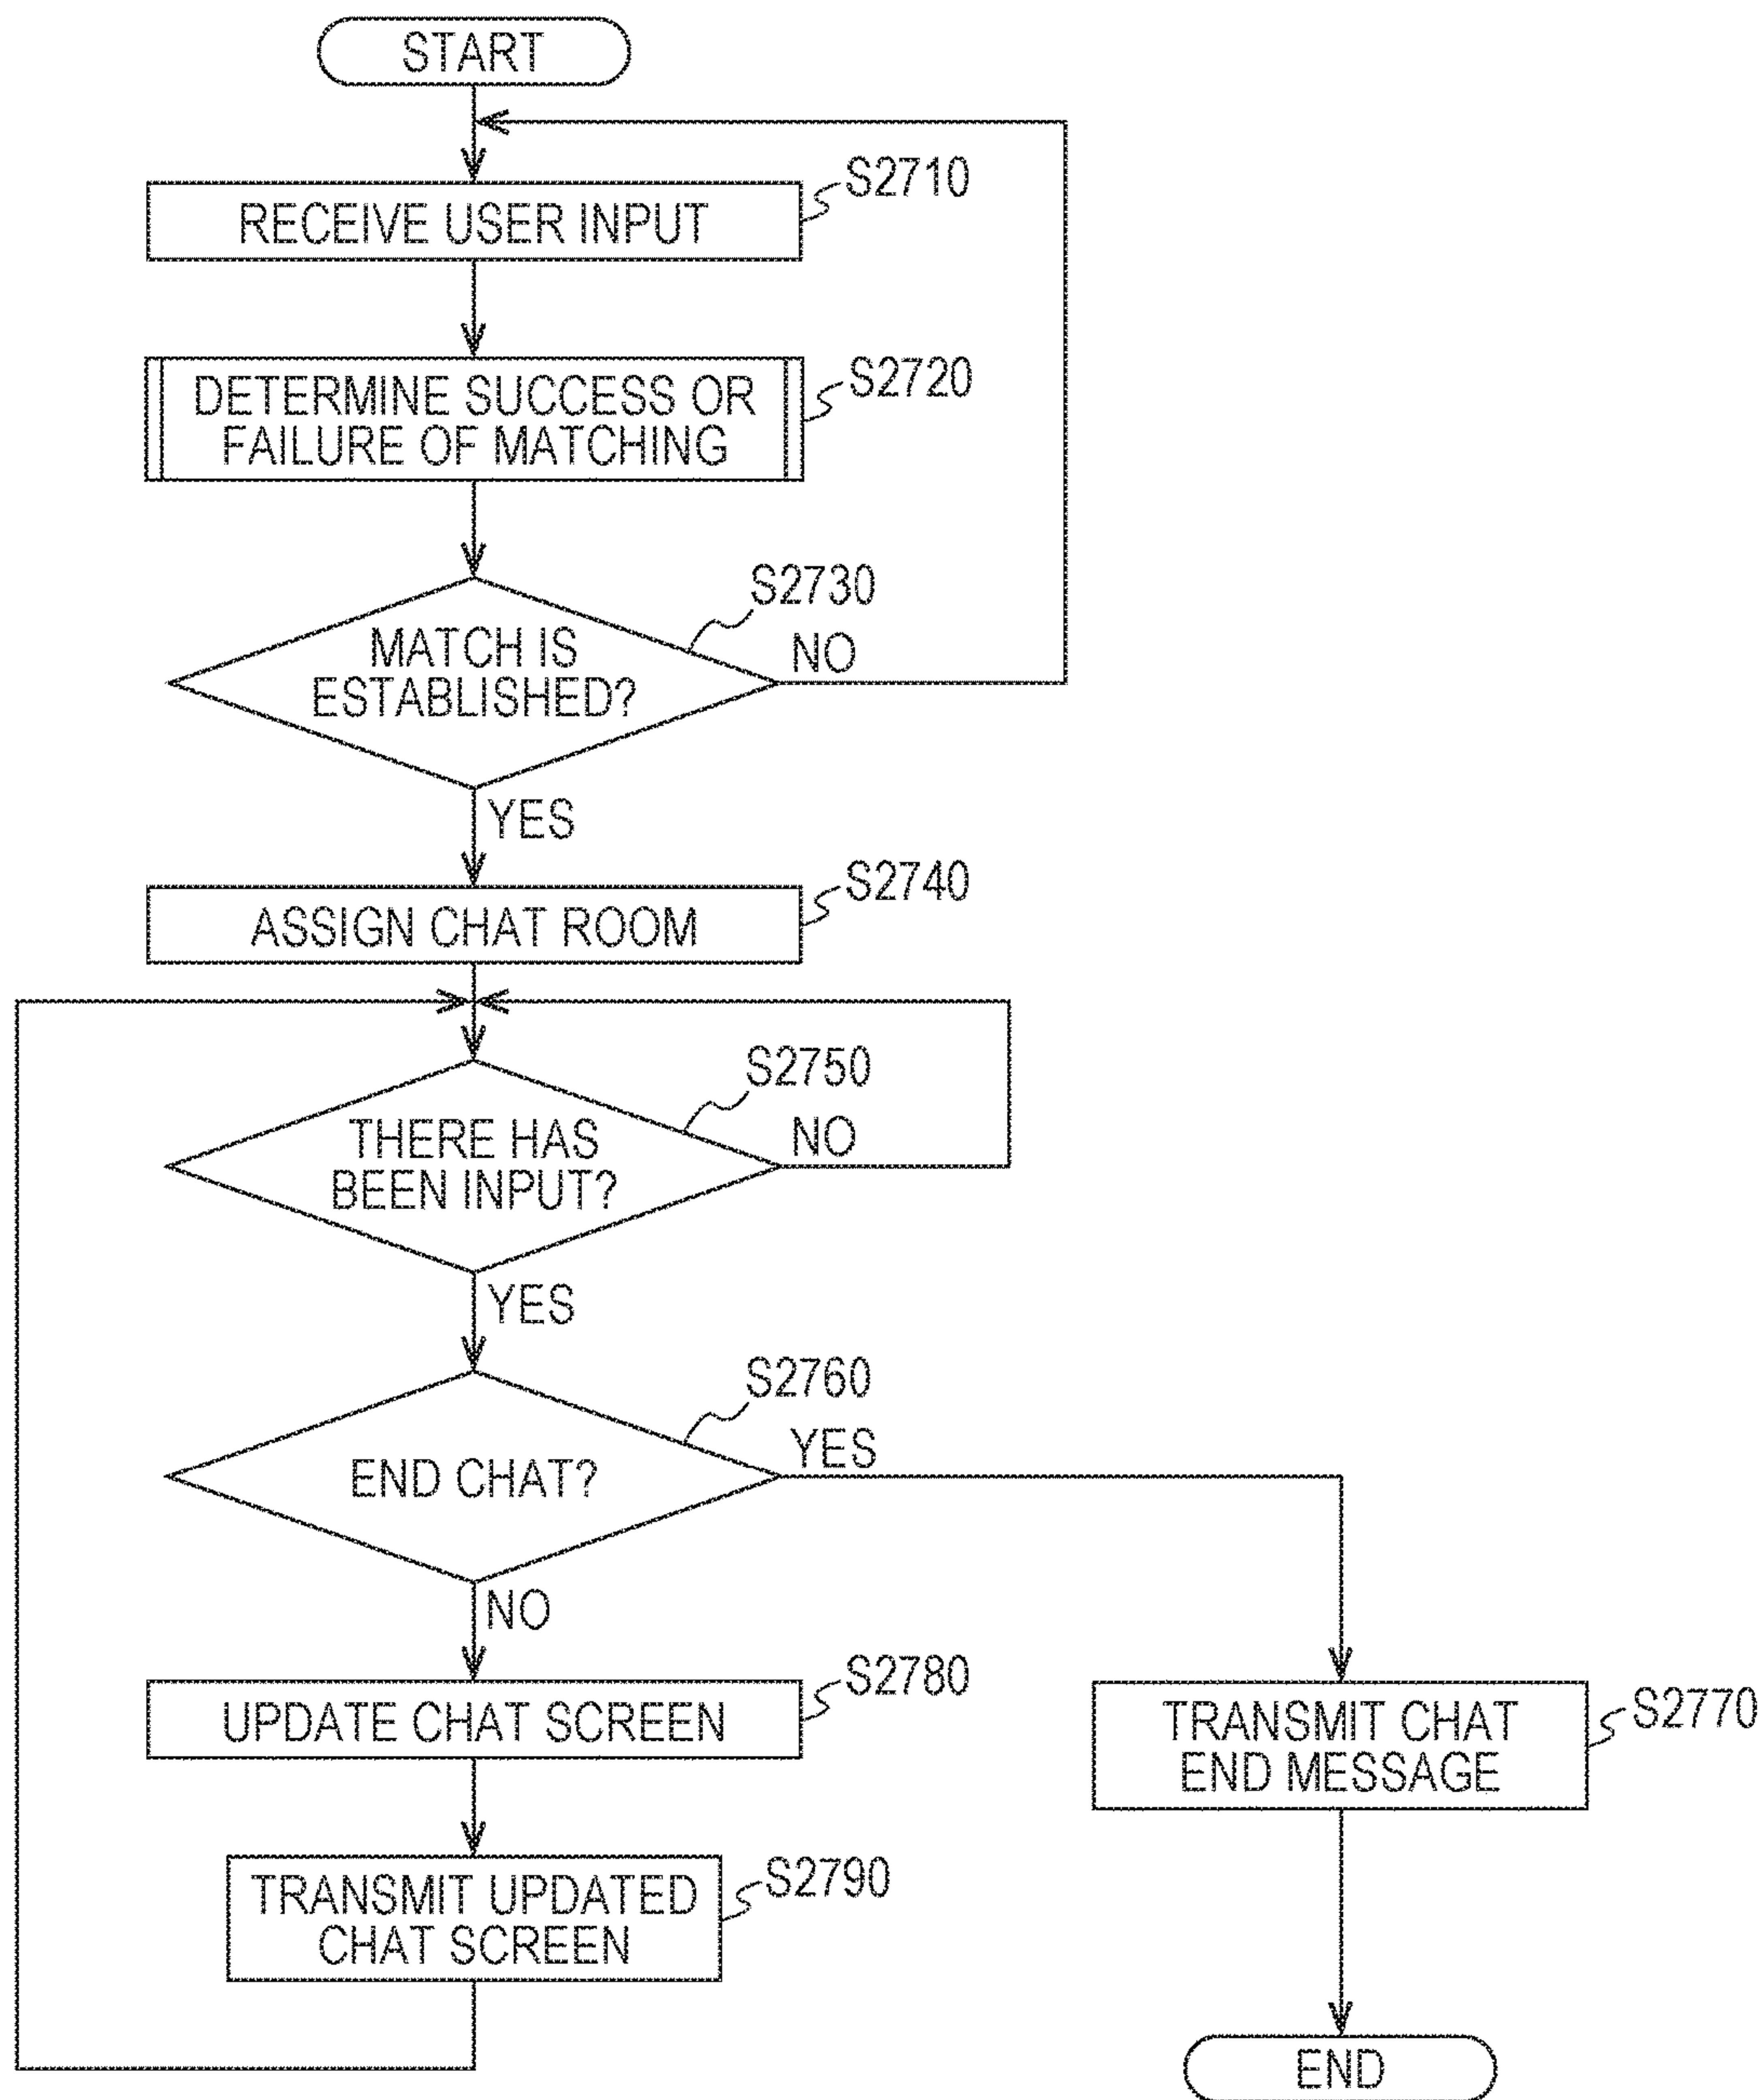 START
S2710
RECEIVE USER INPUT
S2720
DETERMINE SUCCESS OR
FAILURE OF MATCHING
S2730
MATCH IS
ESTABLISHED?
NO
YES
S2740
ASSIGN CHAT ROOM
S2750
THERE HAS
BEEN INPUT?
NO
YES
S2760
END CHAT?
YES
NO
S2780
UPDATE CHAT SCREEN
S2770
TRANSMIT CHAT
END MESSAGE
S2790
TRANSMIT UPDATED
CHAT SCREEN
END